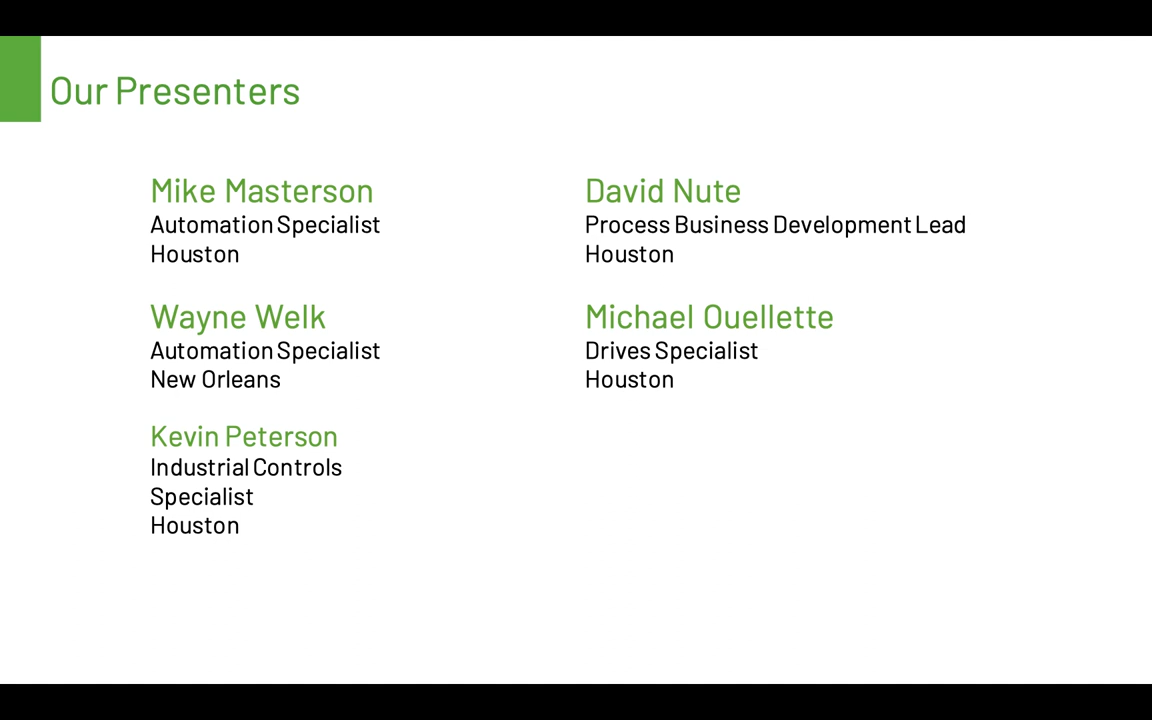 Our Presenters
Mike Masterson
Automation Specialist
Houston
Wayne Welk
Automation Specialist
New Orleans
Kevin Peterson
Industrial Controls
Specialist
Houston
David Nute
Process Business Development Lead
Houston
Michael Ouellette
Drives Specialist
Houston